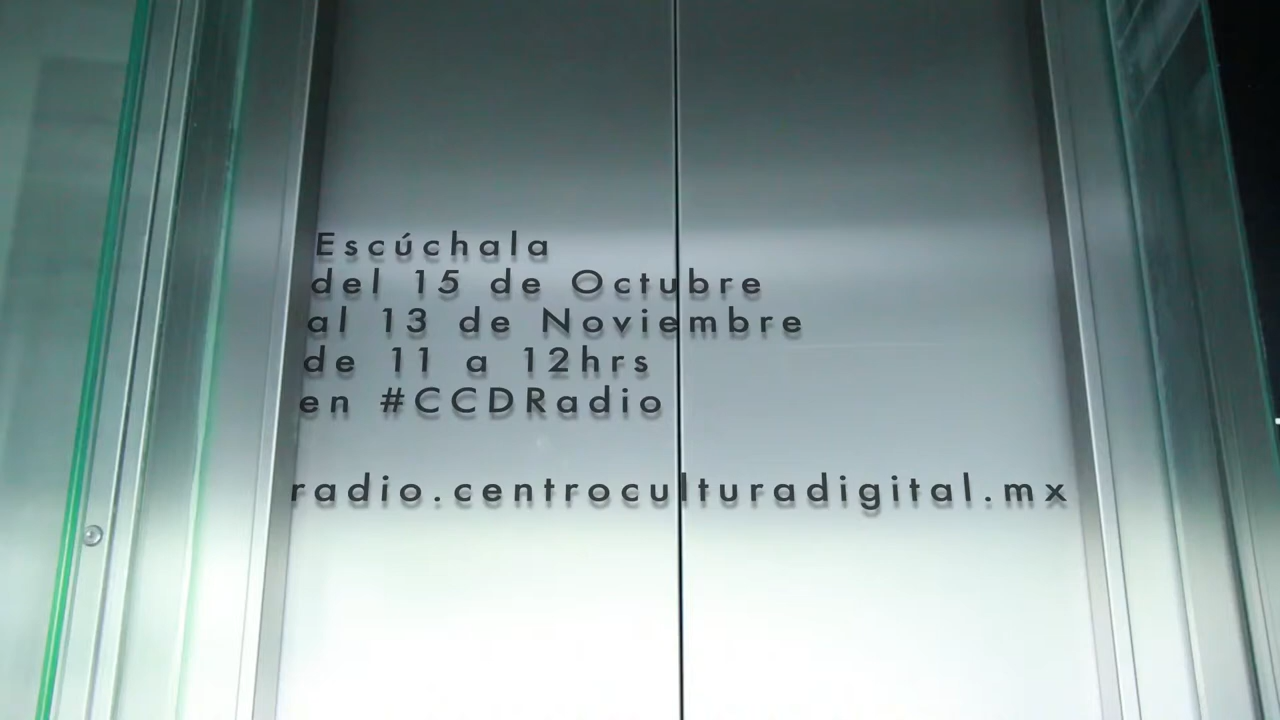 Escúchala
del 15 de Octubre
al 13 de Noviembre
de 11 a 12hrs
en #CCDRadio
radio.centroculturadigital.mx